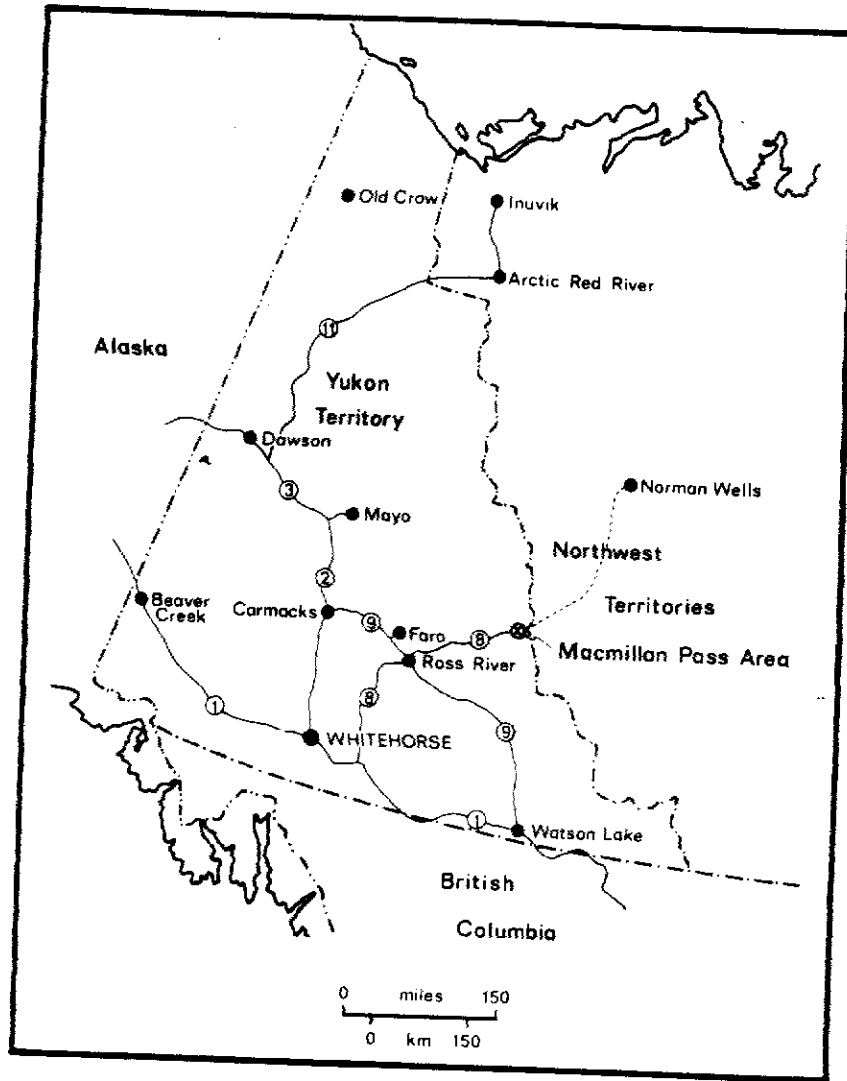 Old Crow
Inuvik
Arctic Red River
11
Alaska
Yukon
Territory
Dawson
3
Mayo
Norman Wells
Northwest
Territories
2
Beaver
Creek
Carmacks
9
Faro
8
Macmillan Pass Area
Ross River
8
1
WHITEHORSE
9
1
Watson Lake
British
Columbia
0 miles 150
0 km 150